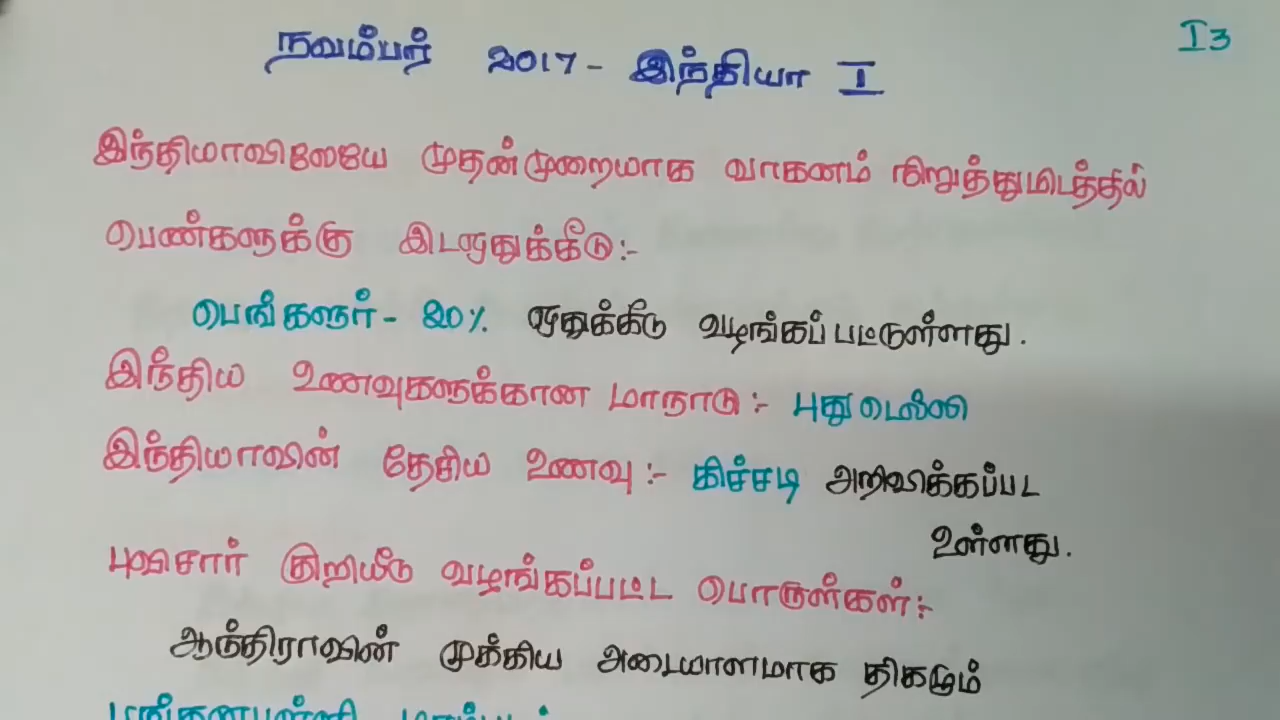 I3
நவம்பர் 2017 - இந்தியா I
இந்தியாவிலேயே முதன்முறையாக வாகனம் நிறுத்துமிடத்தில்
பெண்களுக்கு இடஒதுக்கீடு:-
பெங்களூர் - 20% ஒதுக்கீடு வழங்கப்பட்டுள்ளது.
இந்திய உணவுகளுக்கான மாநாடு:- புதுடெல்லி
இந்தியாவின் தேசிய உணவு:- கிச்சடி அறிவிக்கப்பட
உள்ளது.
புவிசார் குறியீடு வழங்கப்பட்ட பொருள்கள்:-
ஆந்திராவின் முக்கிய அடையாளமாக திகழும்